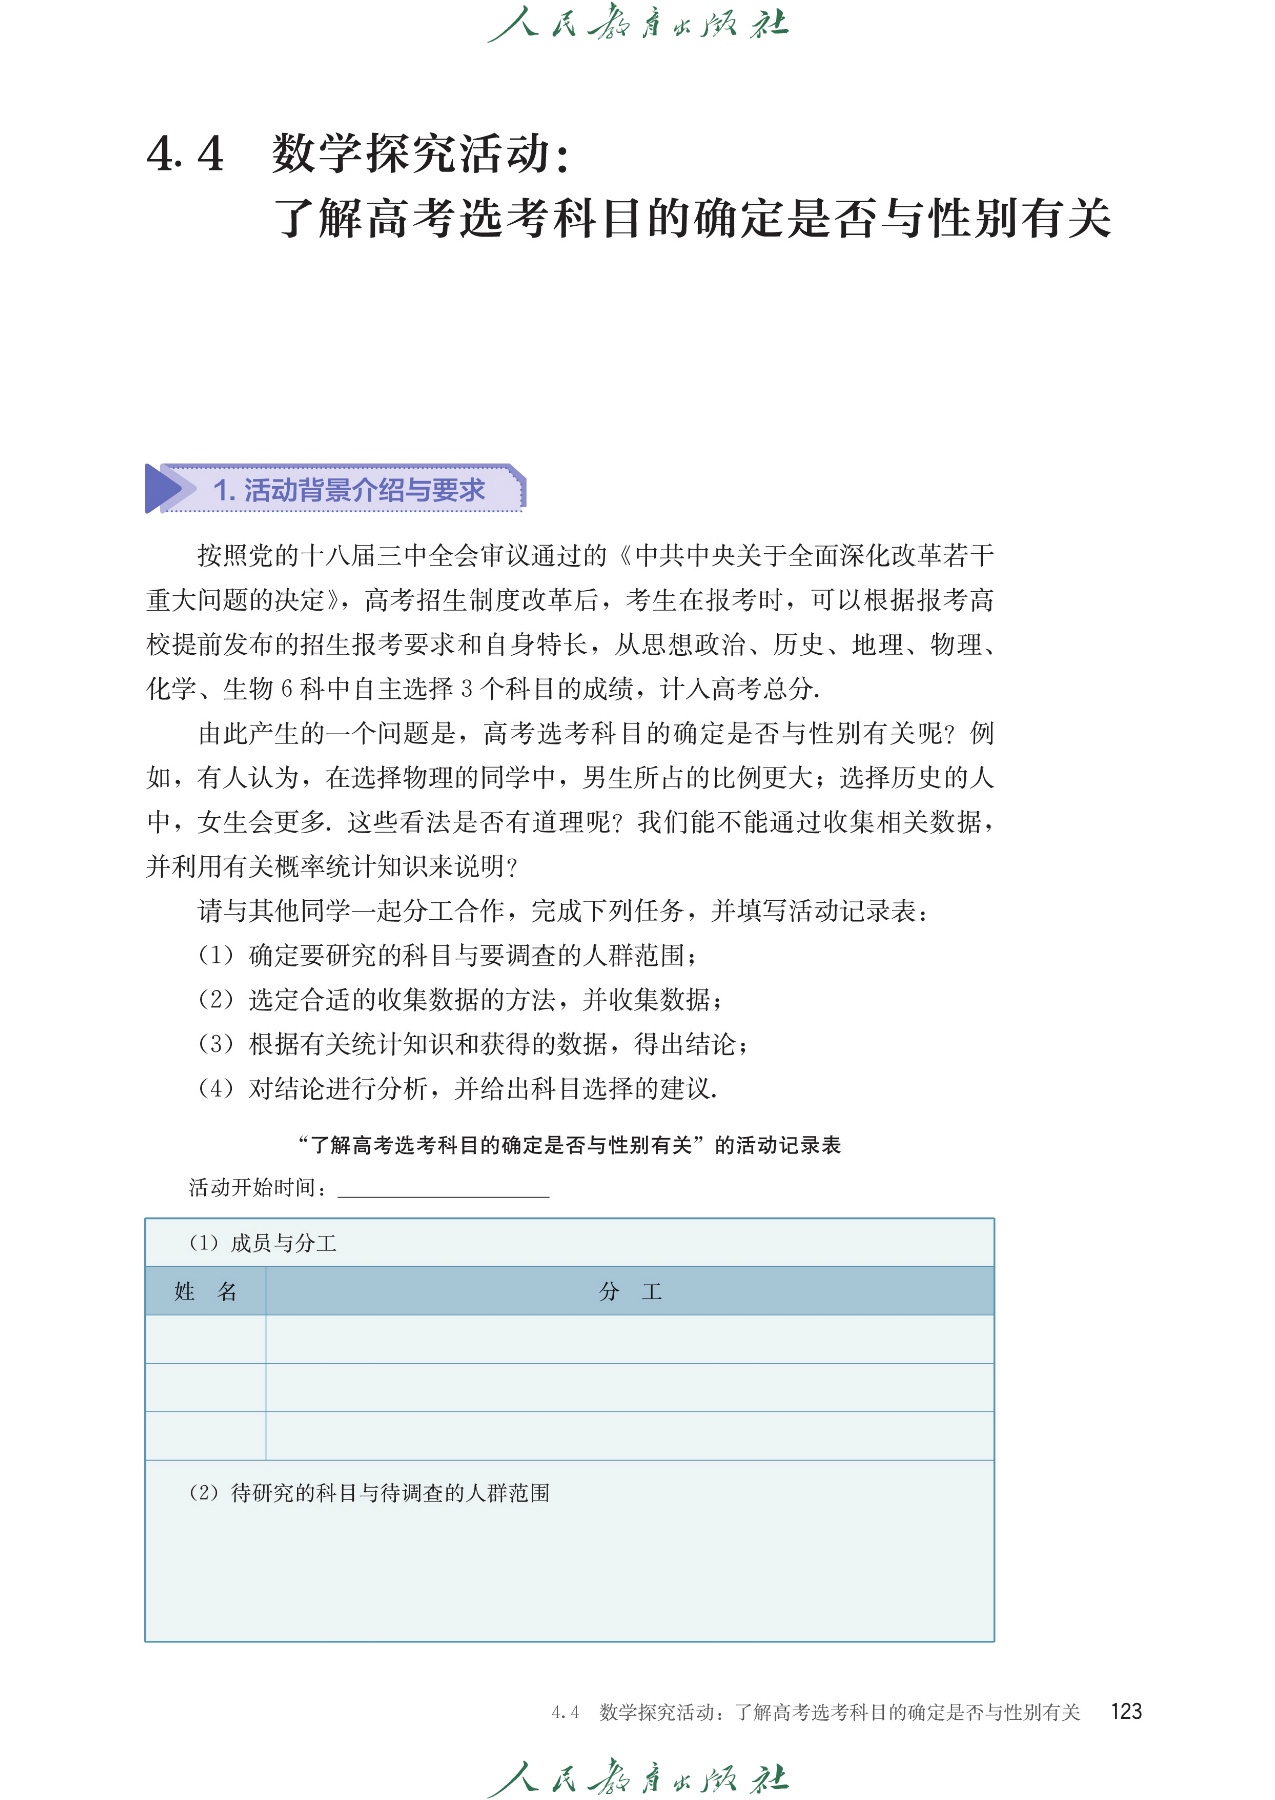 人民教育出版社
4.4 数学探究活动：
了解高考选考科目的确定是否与性别有关
1. 活动背景介绍与要求
按照党的十八届三中全会审议通过的《中共中央关于全面深化改革若干
重大问题的决定》，高考招生制度改革后，考生在报考时，可以根据报考高
校提前发布的招生报考要求和自身特长，从思想政治、历史、地理、物理、
化学、生物 6 科中自主选择 3 个科目的成绩，计入高考总分.
由此产生的一个问题是，高考选考科目的确定是否与性别有关呢？例
如，有人认为，在选择物理的同学中，男生所占的比例更大；选择历史的人
中，女生会更多. 这些看法是否有道理呢？我们能不能通过收集相关数据，
并利用有关概率统计知识来说明？
请与其他同学一起分工合作，完成下列任务，并填写活动记录表：
（1）确定要研究的科目与要调查的人群范围；
（2）选定合适的收集数据的方法，并收集数据；
（3）根据有关统计知识和获得的数据，得出结论；
（4）对结论进行分析，并给出科目选择的建议.
“了解高考选考科目的确定是否与性别有关”的活动记录表
活动开始时间：
（1）成员与分工
姓 名 分 工
（2）待研究的科目与待调查的人群范围
4.4 数学探究活动：了解高考选考科目的确定是否与性别有关 123
人民教育出版社